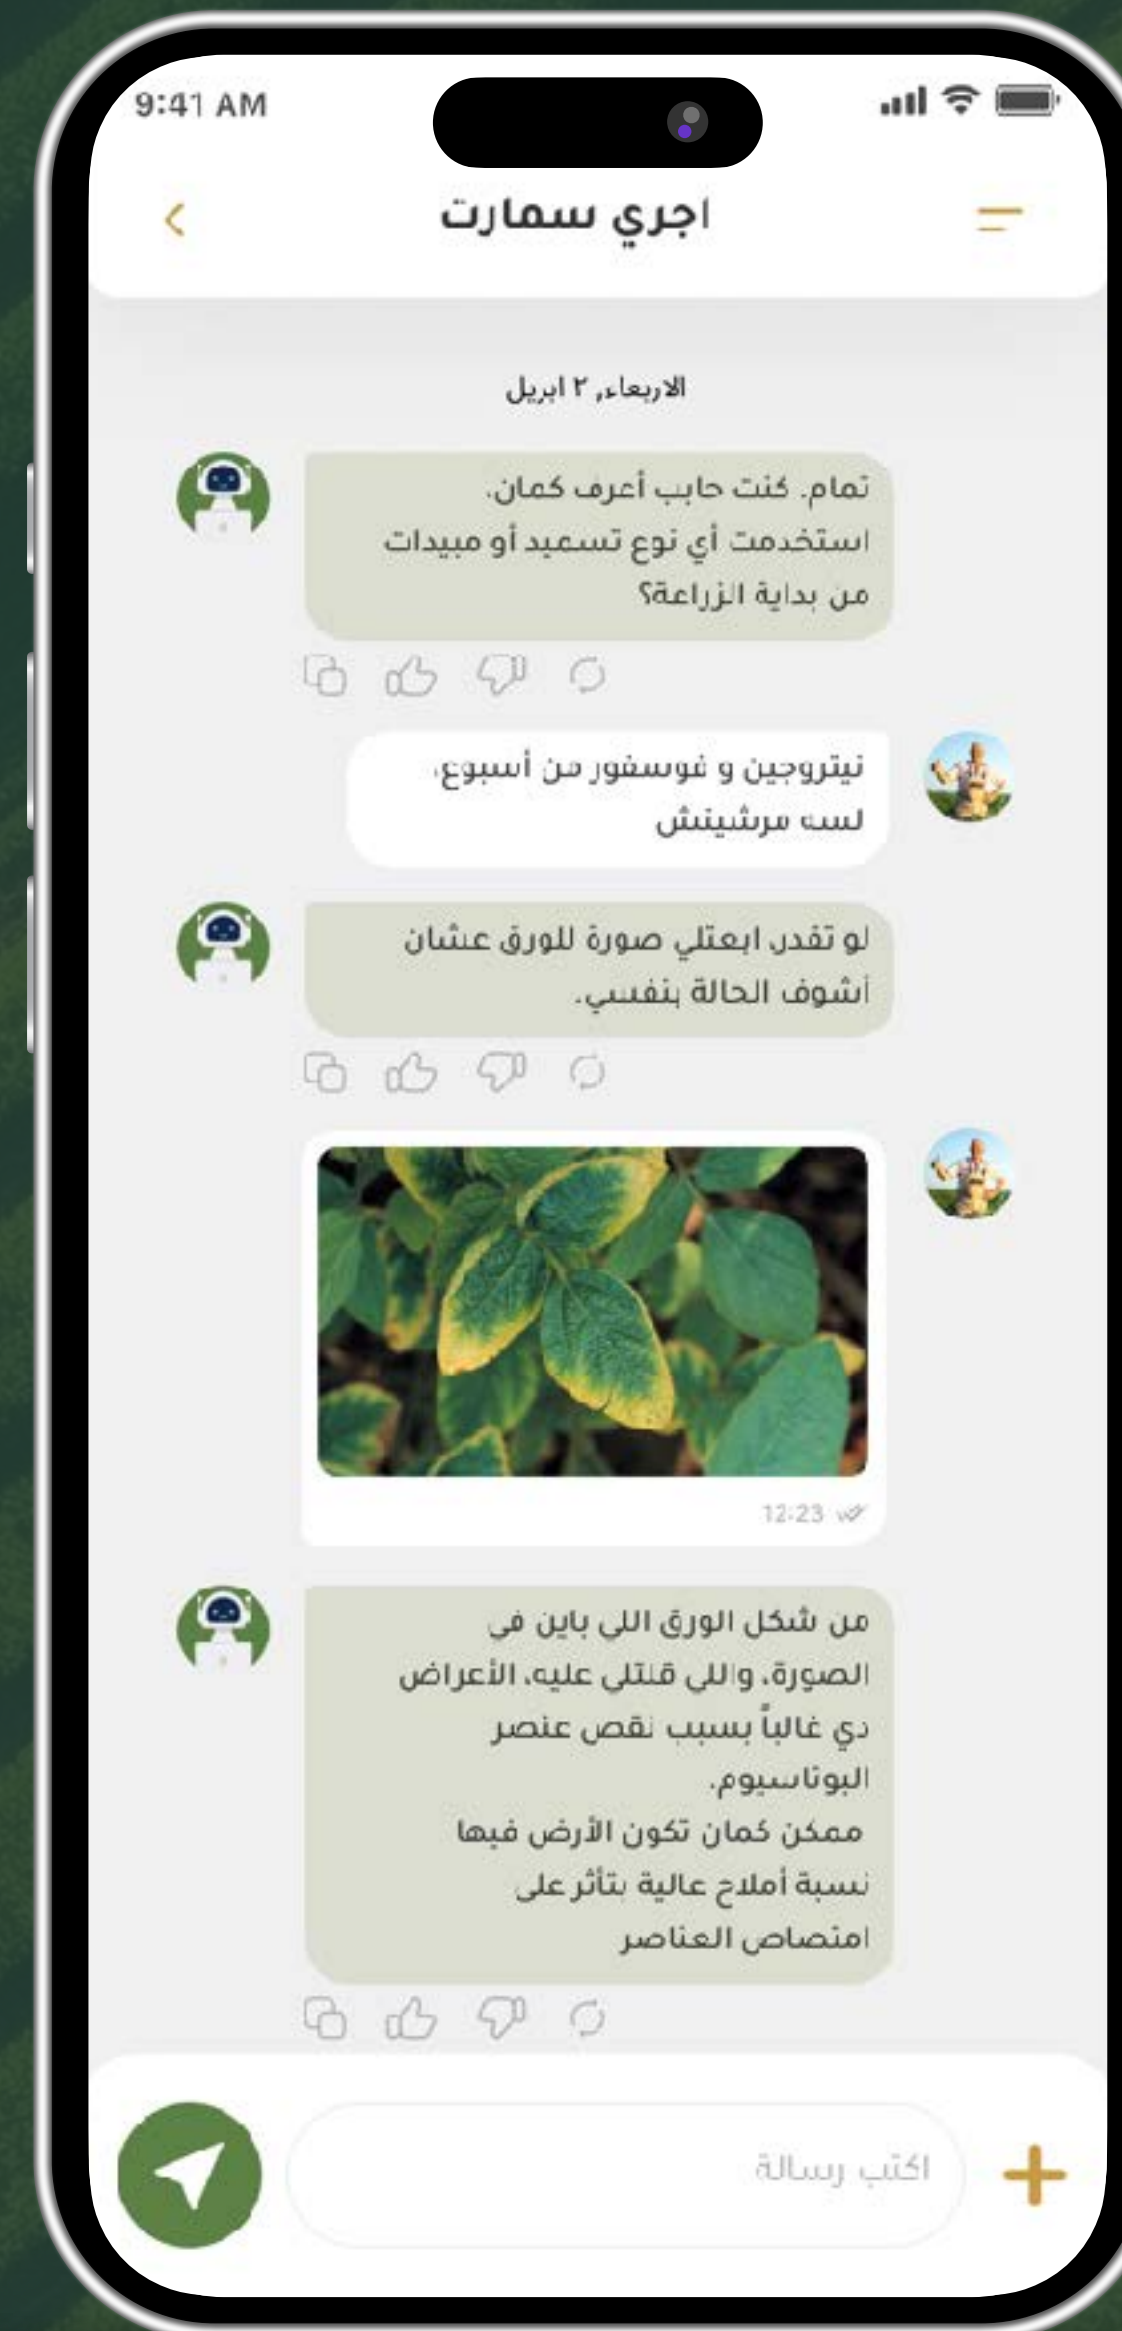 9:41 AM
اجري سمارت
الاربعاء, ٢ ابريل
تمام. كنت حابب أعرف كمان.
استخدمت أي نوع تسميد أو مبيدات
من بداية الزراعة؟
نيتروجين و فوسفور من أسبوع،
لسه مرشيتش
لو تقدر، ابعتلي صورة للورق عشان
أشوف الحالة بنفسي.
12:23
من شكل الورق اللي باين في
الصورة، واللي قلتلي عليه، الأعراض
دي غالباً بسبب نقص عنصر
البوتاسيوم.
ممكن كمان تكون الأرض فيها
نسبة أملاح عالية بتأثر على
امتصاص العناصر
اكتب رسالة